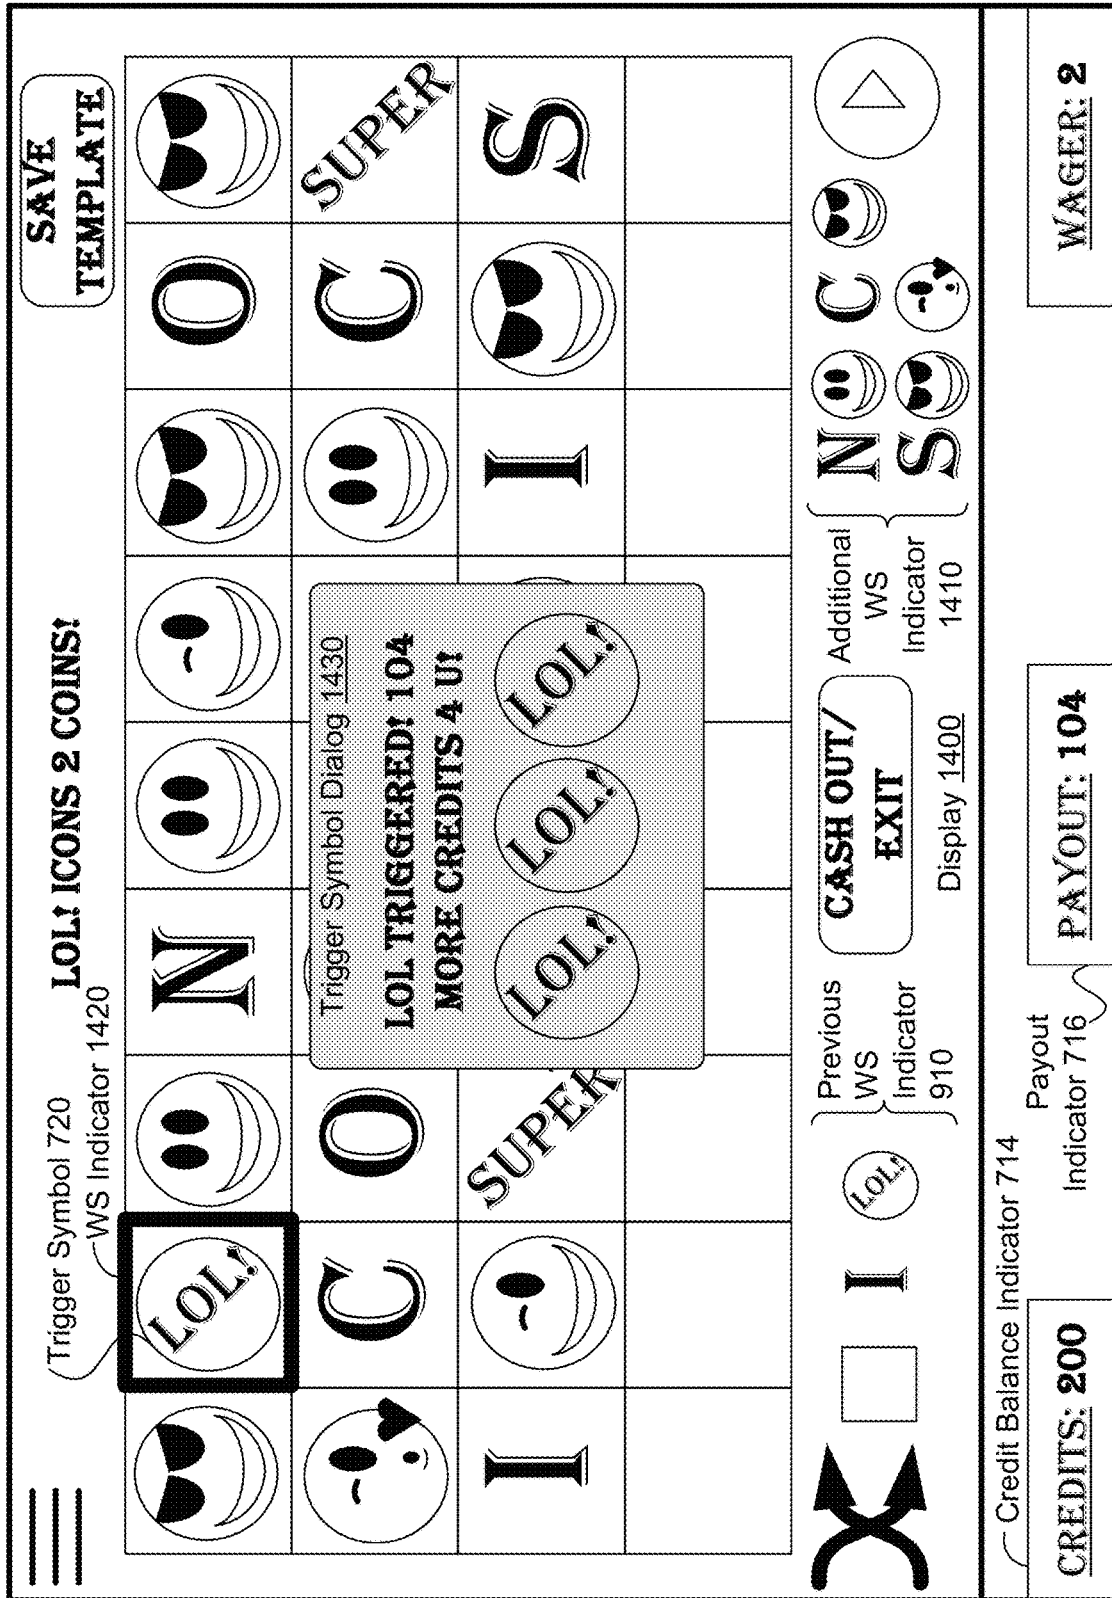 LOL! ICONS 2 COINS!
SAVE
TEMPLATE
Trigger Symbol 720
WS Indicator 1420
LOL!
N
O
C
O
C
SUPER
Trigger Symbol Dialog 1430
LOL TRIGGERED! 104
MORE CREDITS 4 U!
LOL! LOL! LOL!
I
SUPER
I
S
I
LOL!
Previous
WS
Indicator
910
CASH OUT/
EXIT
Display 1400
Additional
WS
Indicator
1410
N C
S
Credit Balance Indicator 714
Payout
Indicator 716
CREDITS: 200
PAYOUT: 104
WAGER: 2